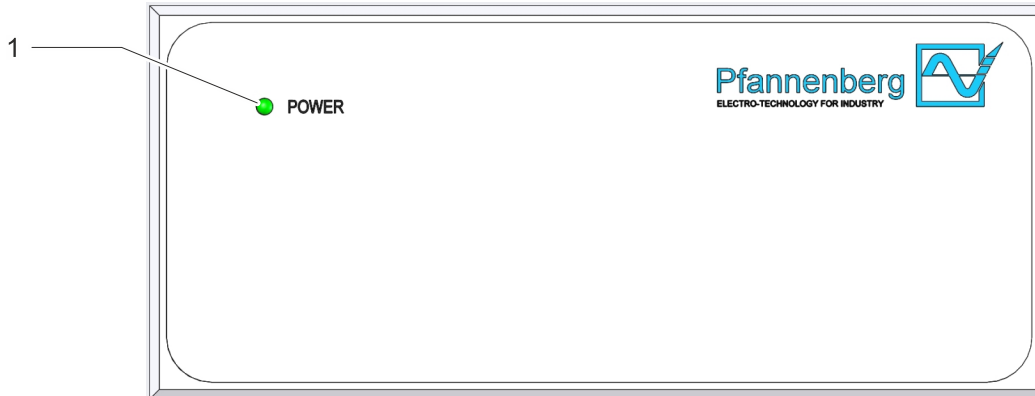 1
POWER
Pfannenberg
ELECTRO-TECHNOLOGY FOR INDUSTRY